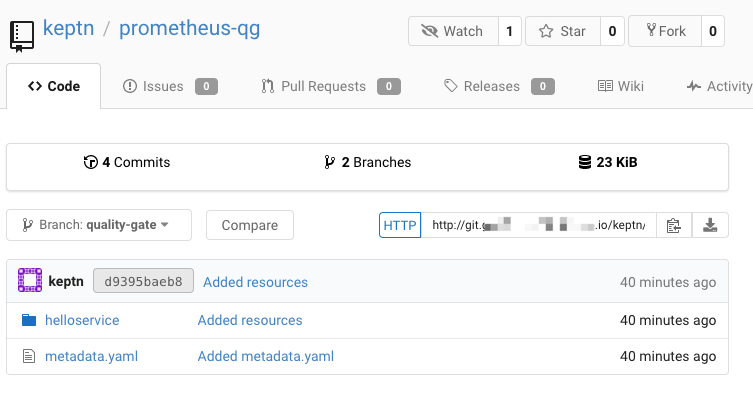 keptn / prometheus-qg
Watch 1 Star 0 Fork 0
Code Issues 0 Pull Requests 0 Releases 0 Wiki Activity
4 Commits 2 Branches 23 KiB
Branch: quality-gate Compare HTTP http://git. .io/keptn/
keptn d9395baeb8 Added resources 40 minutes ago
helloservice Added resources 40 minutes ago
metadata.yaml Added metadata.yaml 40 minutes ago